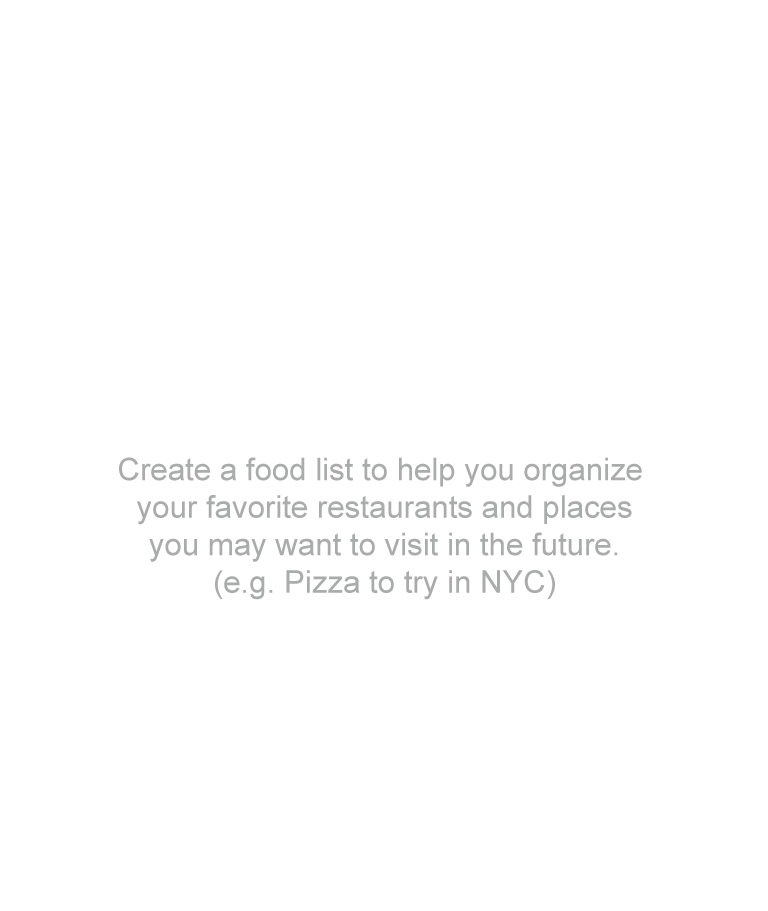 Create a food list to help you organize
your favorite restaurants and places
you may want to visit in the future.
(e.g. Pizza to try in NYC)